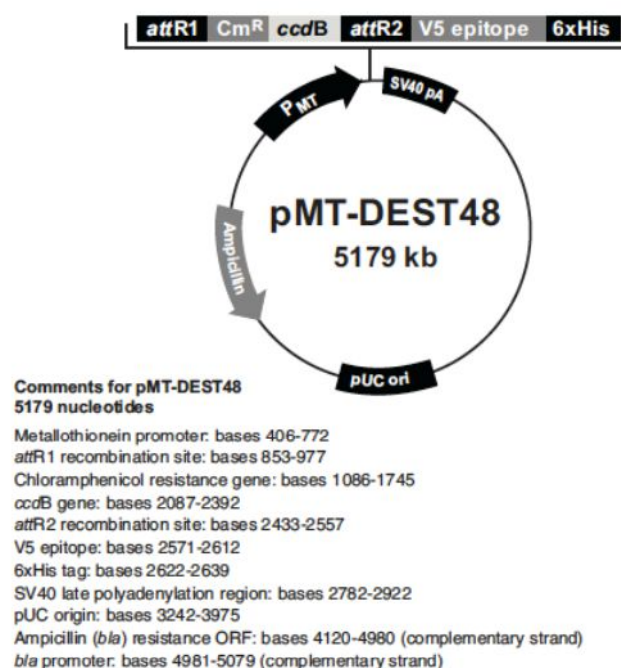 attR1 CmR ccdB attR2 V5 epitope 6xHis
PMT
SV40 pA
pMT-DEST48
5179 kb
Ampicillin
pUC ori
Comments for pMT-DEST48
5179 nucleotides
Metallothionein promoter: bases 406-772
attR1 recombination site: bases 853-977
Chloramphenicol resistance gene: bases 1086-1745
ccdB gene: bases 2087-2392
attR2 recombination site: bases 2433-2557
V5 epitope: bases 2571-2612
6xHis tag: bases 2622-2639
SV40 late polyadenylation region: bases 2782-2922
pUC origin: bases 3242-3975
Ampicillin (bla) resistance ORF: bases 4120-4980 (complementary strand)
bla promoter: bases 4981-5079 (complementary strand)